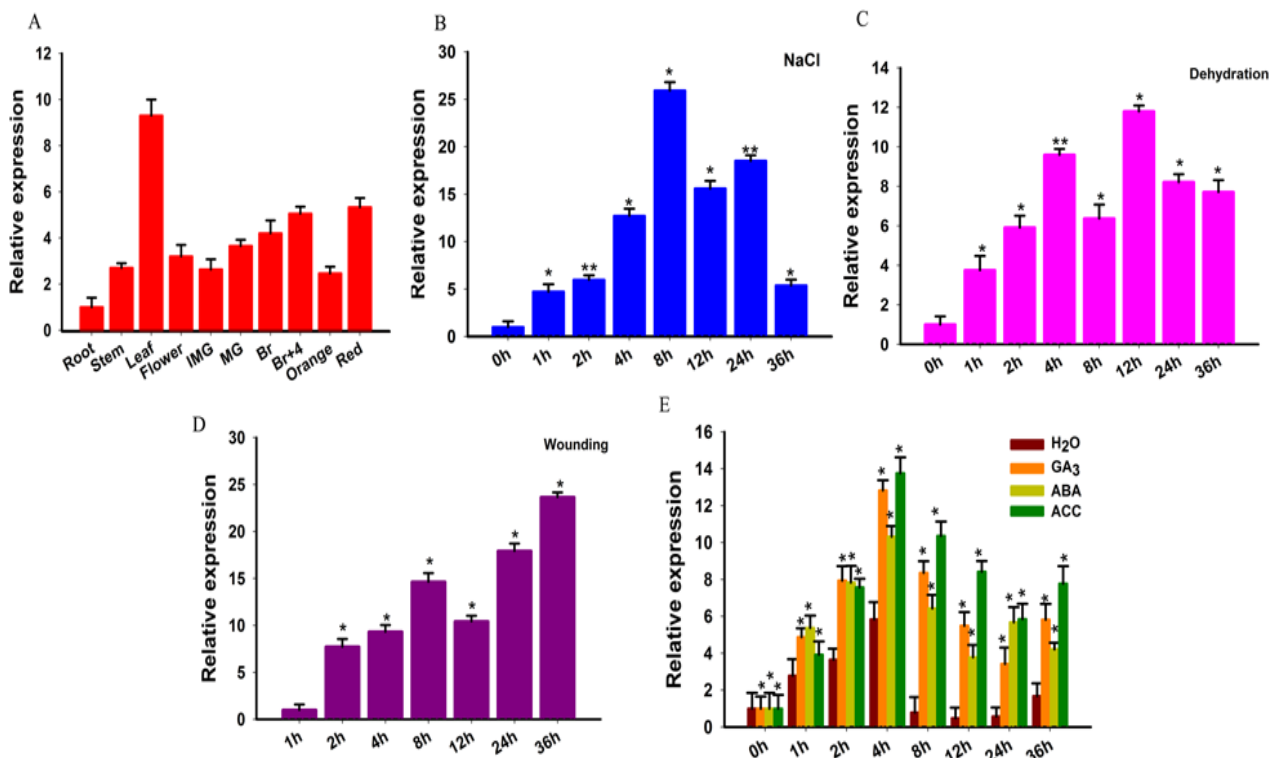 A
Relative expression
12
10
8
6
4
2
0
Root
Stem
Leaf
Flower
IMG
MG
Br
Br+4
Orange
Red
B
NaCl
Relative expression
30
25
20
15
10
5
0
*
**
*
*
*
**
*
0h
1h
2h
4h
8h
12h
24h
36h
C
Dehydration
Relative expression
14
12
10
8
6
4
2
0
*
*
**
*
*
*
*
0h
1h
2h
4h
8h
12h
24h
36h
D
Wounding
Relative expression
30
25
20
15
10
5
0
*
*
*
*
*
*
1h
2h
4h
8h
12h
24h
36h
E
H2O
GA3
ABA
ACC
Relative expression
16
14
12
10
8
6
4
2
0
* * *
* * *
* * *
* * *
* * *
* * *
* * *
* * *
0h
1h
2h
4h
8h
12h
24h
36h